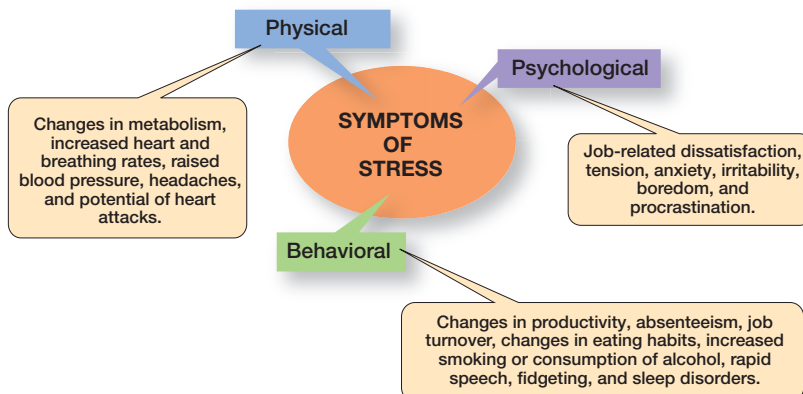 Physical
Psychological
SYMPTOMS
OF
STRESS
Changes in metabolism,
increased heart and
breathing rates, raised
blood pressure, headaches,
and potential of heart
attacks.
Job-related dissatisfaction,
tension, anxiety, irritability,
boredom, and
procrastination.
Behavioral
Changes in productivity, absenteeism, job
turnover, changes in eating habits, increased
smoking or consumption of alcohol, rapid
speech, fidgeting, and sleep disorders.